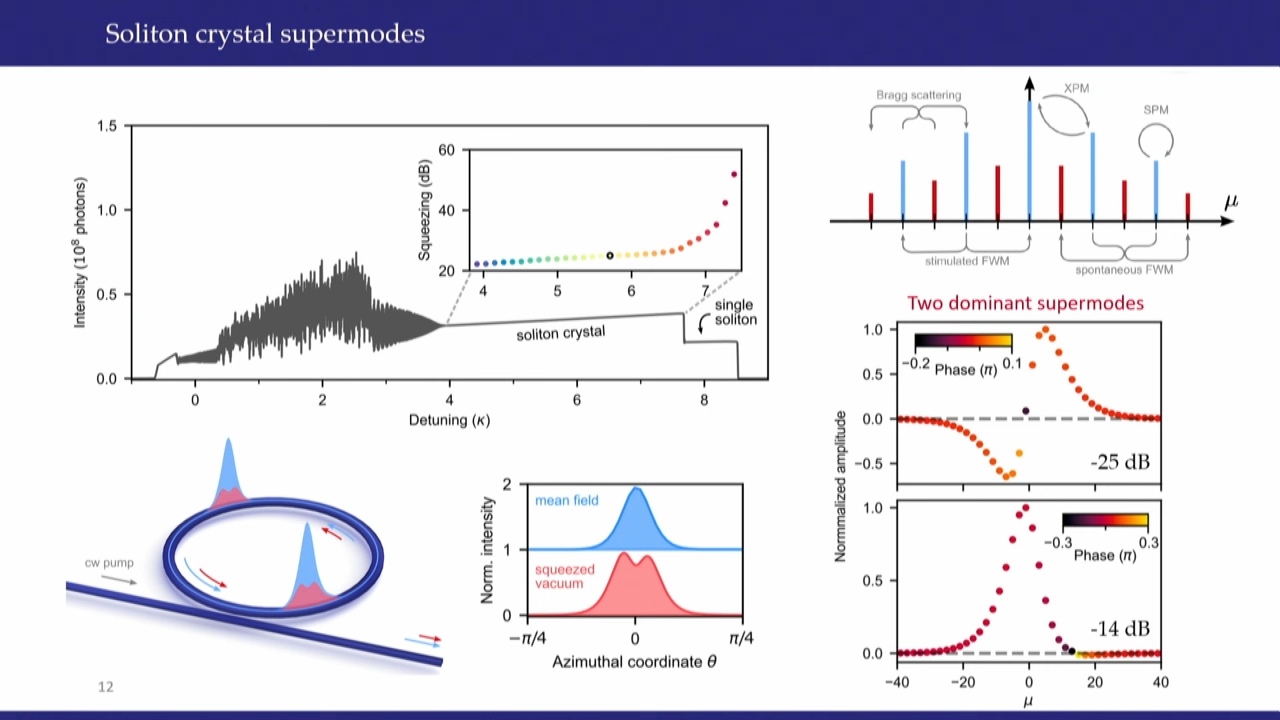 Soliton crystal supermodes
1.5
1.0
0.5
0.0
Intensity (10⁸ photons)
0
2
4
6
8
Detuning (κ)
60
40
20
Squeezing (dB)
4
5
6
7
soliton crystal
single
soliton
Bragg scattering
XPM
SPM
μ
stimulated FWM
spontaneous FWM
cw pump
2
1
0
Norm. intensity
mean field
squeezed
vacuum
−π/4
0
π/4
Azimuthal coordinate θ
Two dominant supermodes
Normmalized amplitude
1.0
0.5
0.0
−0.5
−0.2
0.1
Phase (π)
-25 dB
1.0
0.5
0.0
−0.3
0.3
Phase (π)
-14 dB
−40
−20
0
20
40
μ
12